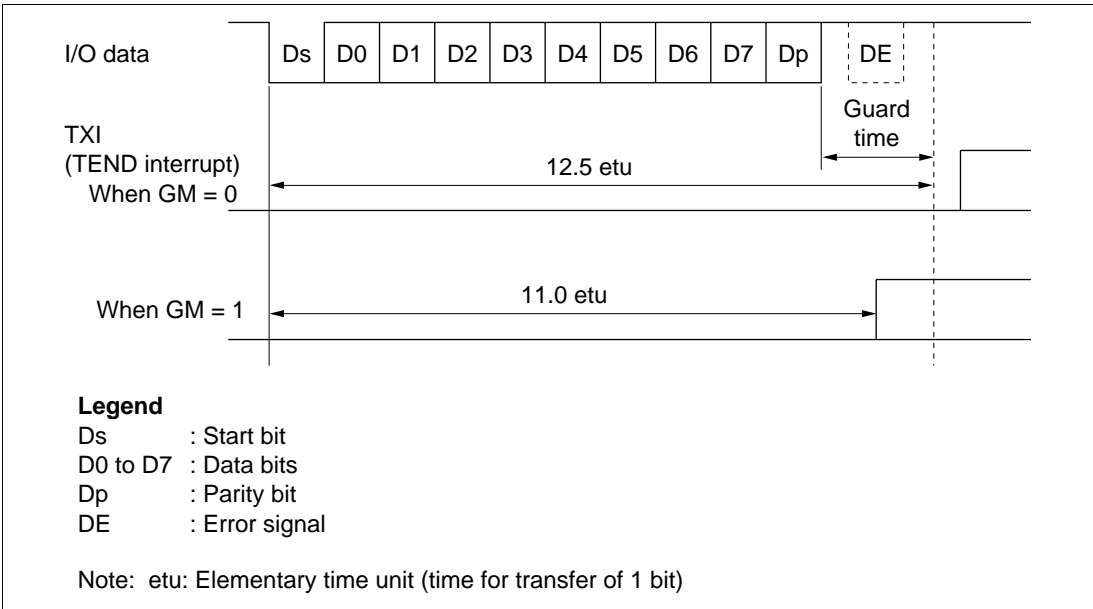 I/O data
Ds D0 D1 D2 D3 D4 D5 D6 D7 Dp DE
Guard
time
TXI
(TEND interrupt)
When GM = 0
12.5 etu
When GM = 1
11.0 etu
Legend
Ds : Start bit
D0 to D7 : Data bits
Dp : Parity bit
DE : Error signal
Note: etu: Elementary time unit (time for transfer of 1 bit)